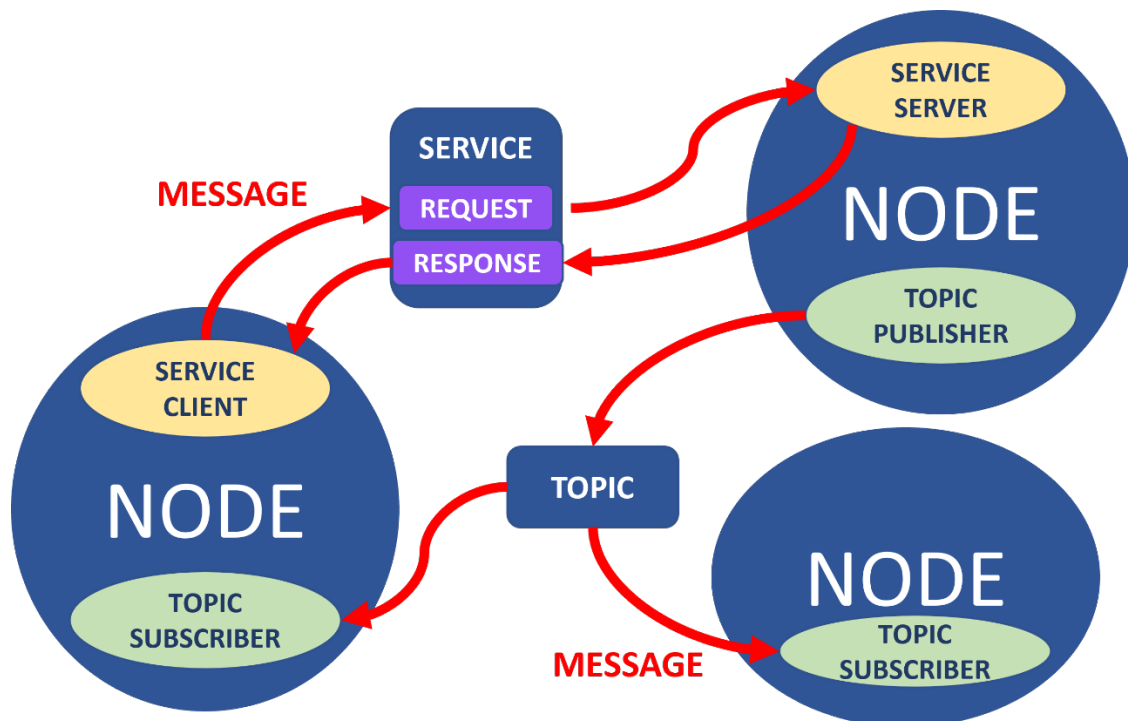 SERVICE
SERVER
SERVICE
MESSAGE
REQUEST
NODE
RESPONSE
TOPIC
PUBLISHER
SERVICE
CLIENT
TOPIC
NODE
NODE
TOPIC
SUBSCRIBER
MESSAGE
TOPIC
SUBSCRIBER